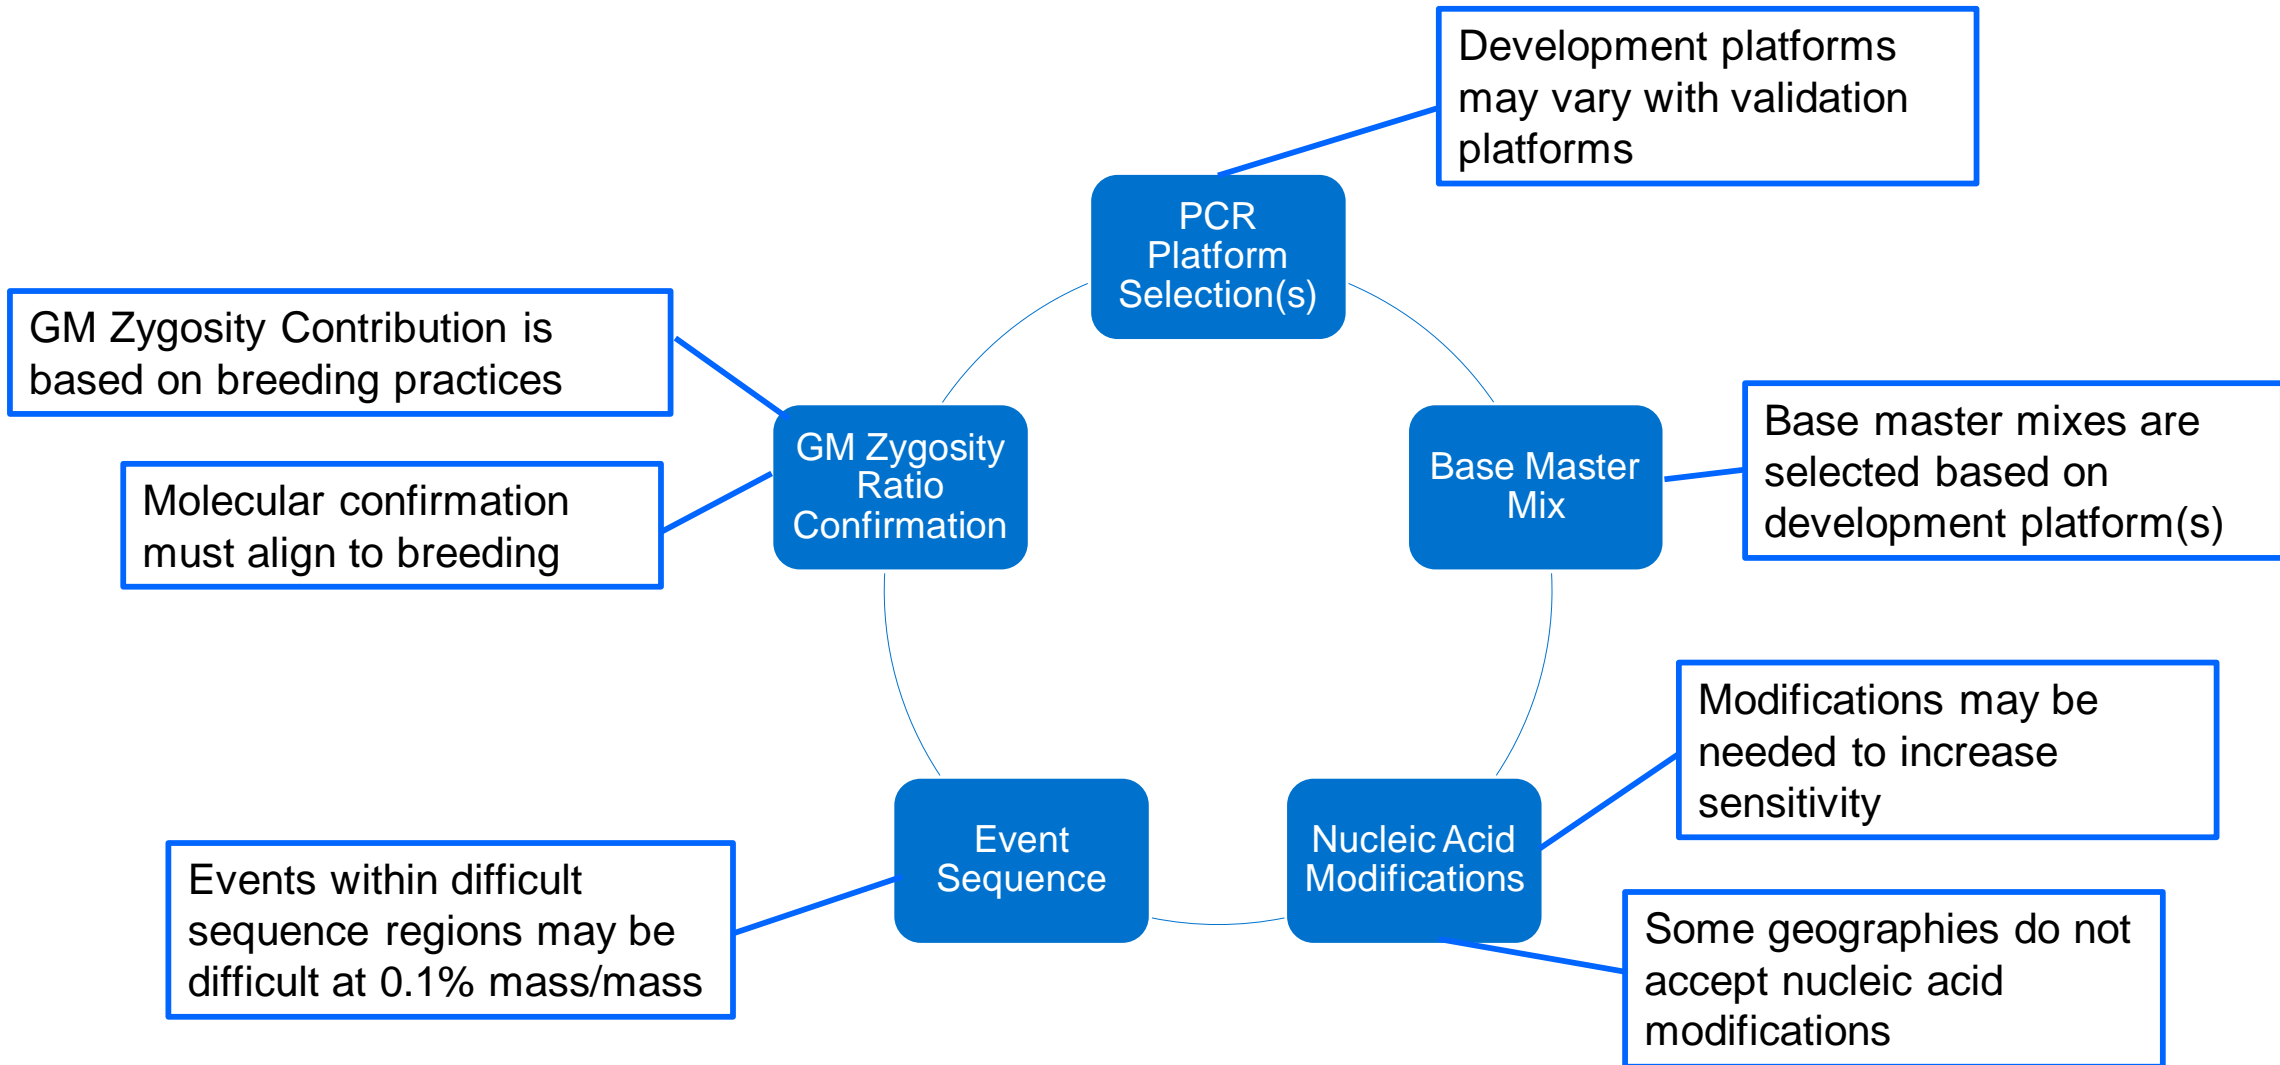 Development platforms
may vary with validation
platforms
PCR
Platform
Selection(s)
GM Zygosity Contribution is
based on breeding practices
Molecular confirmation
must align to breeding
GM Zygosity
Ratio
Confirmation
Base Master
Mix
Base master mixes are
selected based on
development platform(s)
Modifications may be
needed to increase
sensitivity
Event
Sequence
Nucleic Acid
Modifications
Events within difficult
sequence regions may be
difficult at 0.1% mass/mass
Some geographies do not
accept nucleic acid
modifications